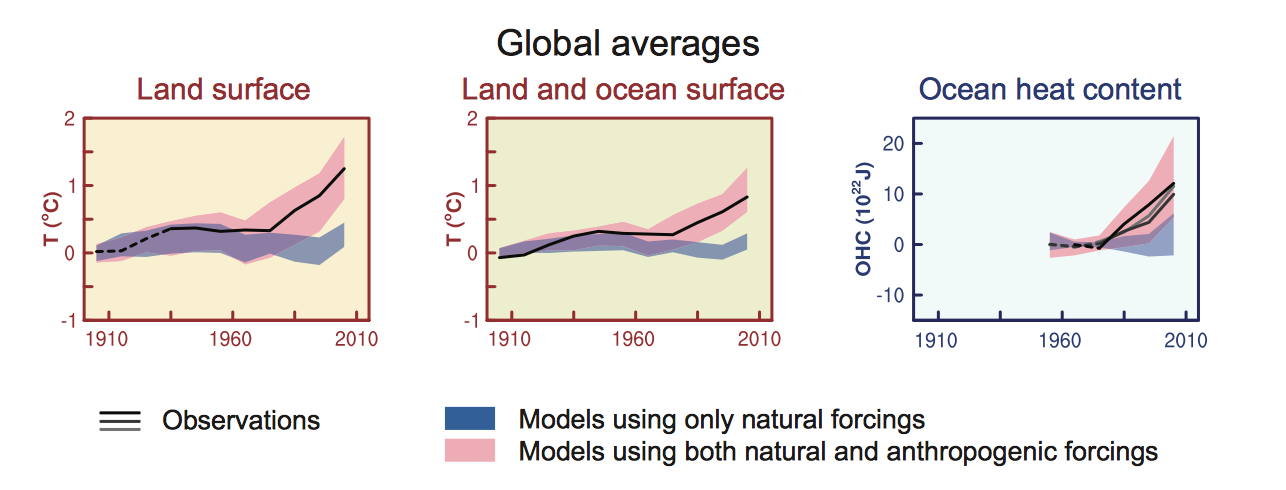 Global averages
Land surface
Land and ocean surface
Ocean heat content
2
1
0
-1
T (°C)
1910
1960
2010
2
1
0
-1
T (°C)
1910
1960
2010
20
10
0
-10
OHC (10²²J)
1910
1960
2010
Observations
Models using only natural forcings
Models using both natural and anthropogenic forcings